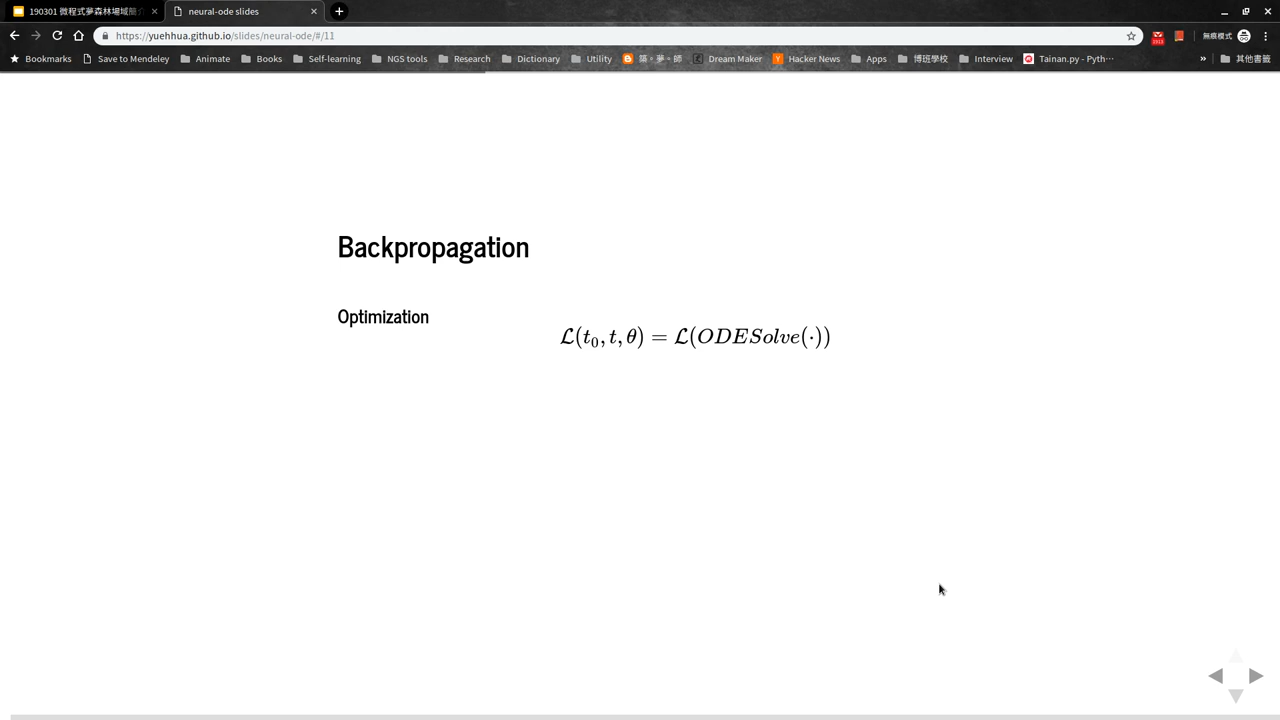 190301 微程式夢森林場域簡
neural-ode slides
https://yuehhua.github.io/slides/neural-ode/#/11
無痕模式
Bookmarks
Save to Mendeley
Animate
Books
Self-learning
NGS tools
Research
Dictionary
Utility
築。夢。師
Dream Maker
Hacker News
Apps
博班學校
Interview
Tainan.py - Pyth…
»
其他書籤
Backpropagation
Optimization
ℒ(t₀, t, θ) = ℒ(ODESolve(·))